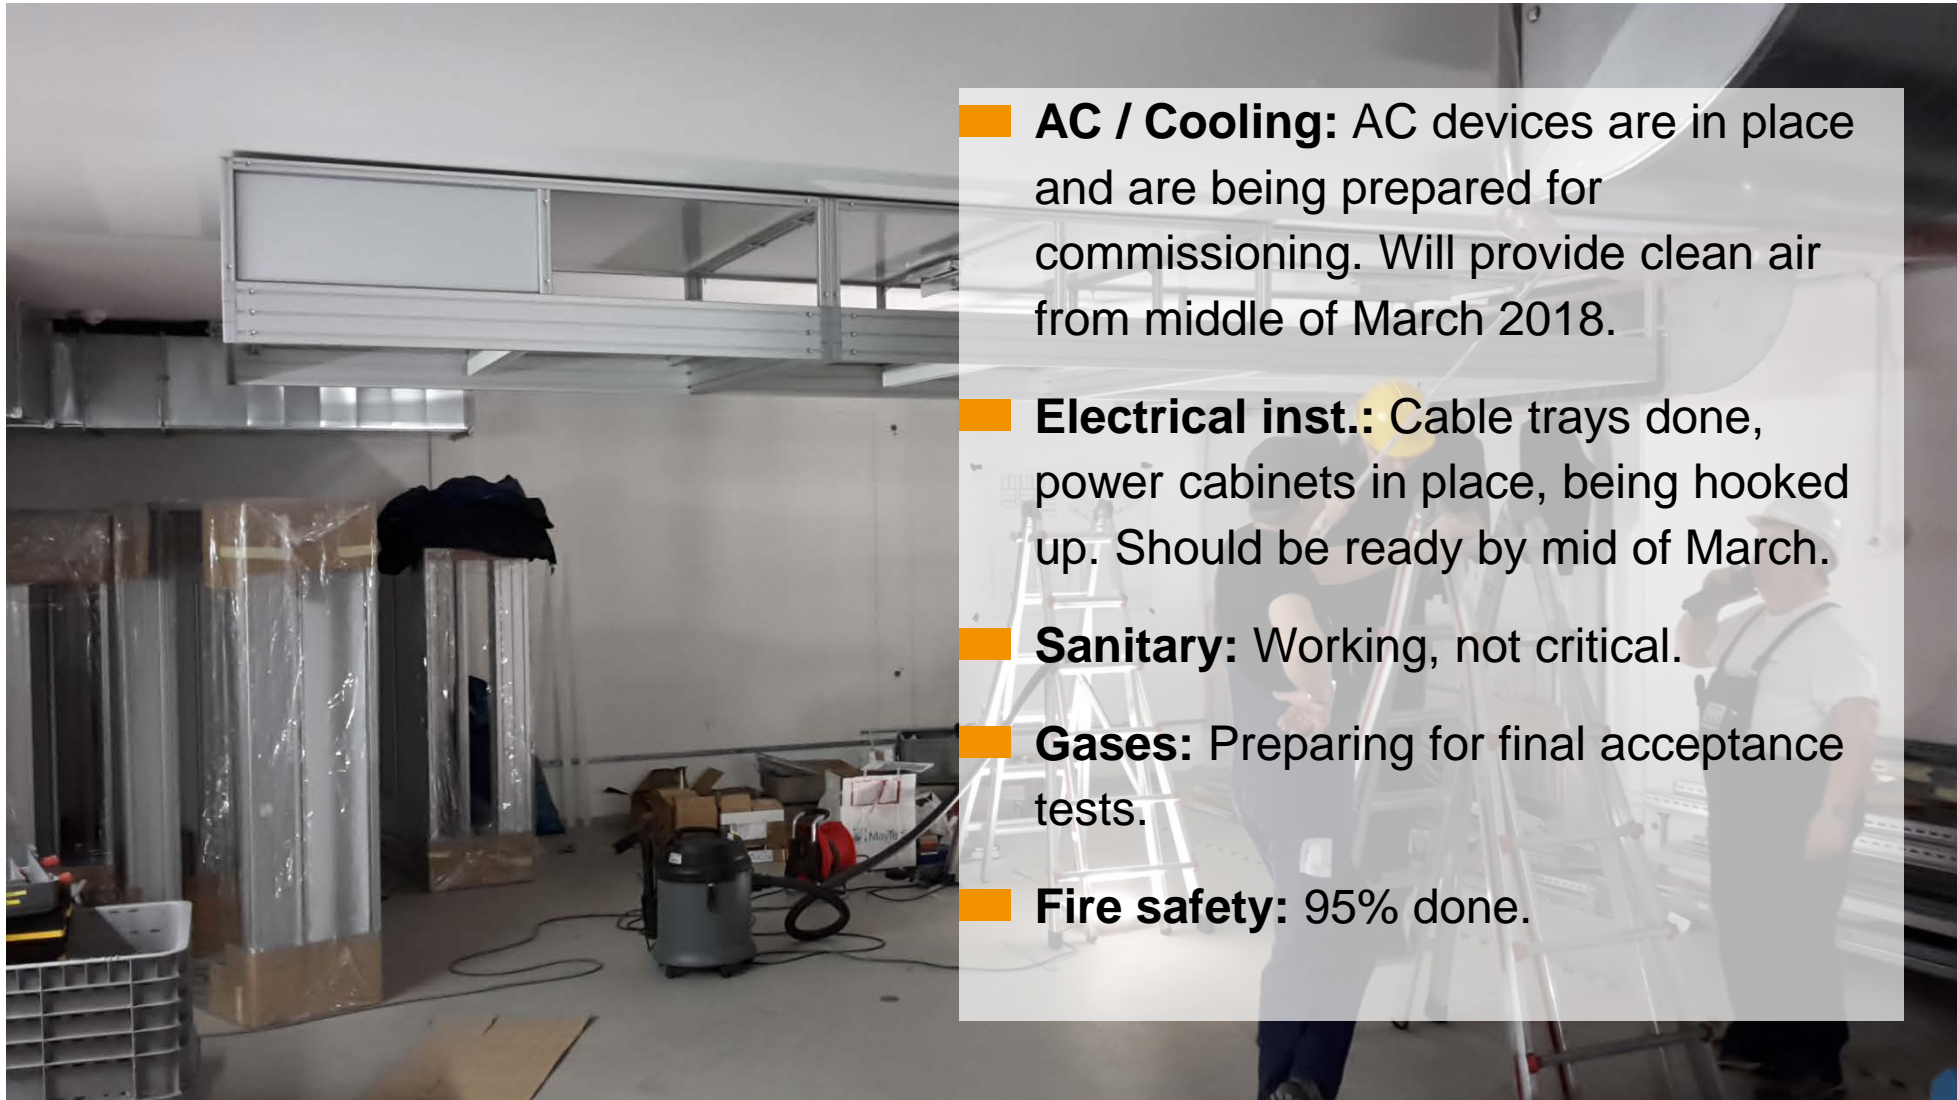 AC / Cooling: AC devices are in place
and are being prepared for
commissioning. Will provide clean air
from middle of March 2018.
Electrical inst.: Cable trays done,
power cabinets in place, being hooked
up. Should be ready by mid of March.
Sanitary: Working, not critical.
Gases: Preparing for final acceptance
tests.
Fire safety: 95% done.
MayTe